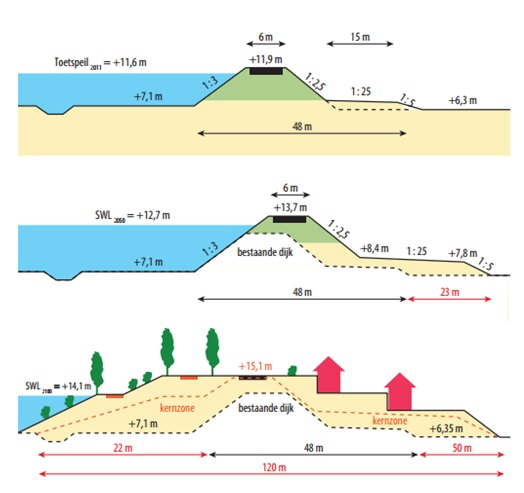 6 m
15 m
Toetspeil 2011 = +11,6 m
+11,9 m
1:3
1:2,5
+7,1 m
1:25
1:5
+6,3 m
48 m
6 m
SWL 2050 = +12,7 m
+13,7 m
1:3
1:2,5
bestaande dijk
+7,1 m
+8,4 m
1:25
+7,8 m
1:5
48 m
23 m
+15,1 m
SWL 2100 = +14,1 m
kernzone
bestaande dijk
kernzone
+7,1 m
+6,35 m
22 m
48 m
50 m
120 m